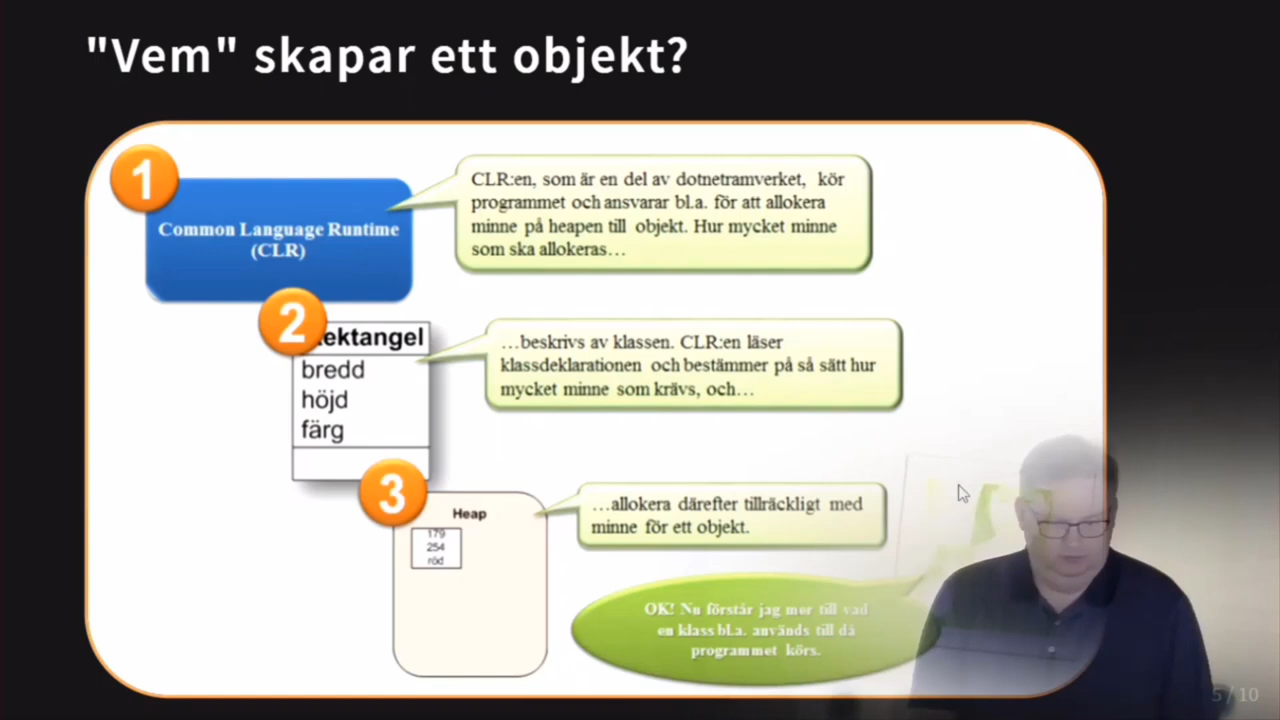 "Vem" skapar ett objekt?
1
Common Language Runtime
(CLR)
CLR:en, som är en del av dotnetramverket, kör
programmet och ansvarar bl.a. för att allokera
minne på heapen till objekt. Hur mycket minne
som ska allokeras…
2
ektangel
bredd
höjd
färg
…beskrivs av klassen. CLR:en läser
klassdeklarationen och bestämmer på så sätt hur
mycket minne som krävs, och…
3
Heap
179
254
röd
…allokera därefter tillräckligt med
minne för ett objekt.
OK! Nu förstår jag mer till vad
en klass bl.a. används till då
programmet körs.
5 / 10